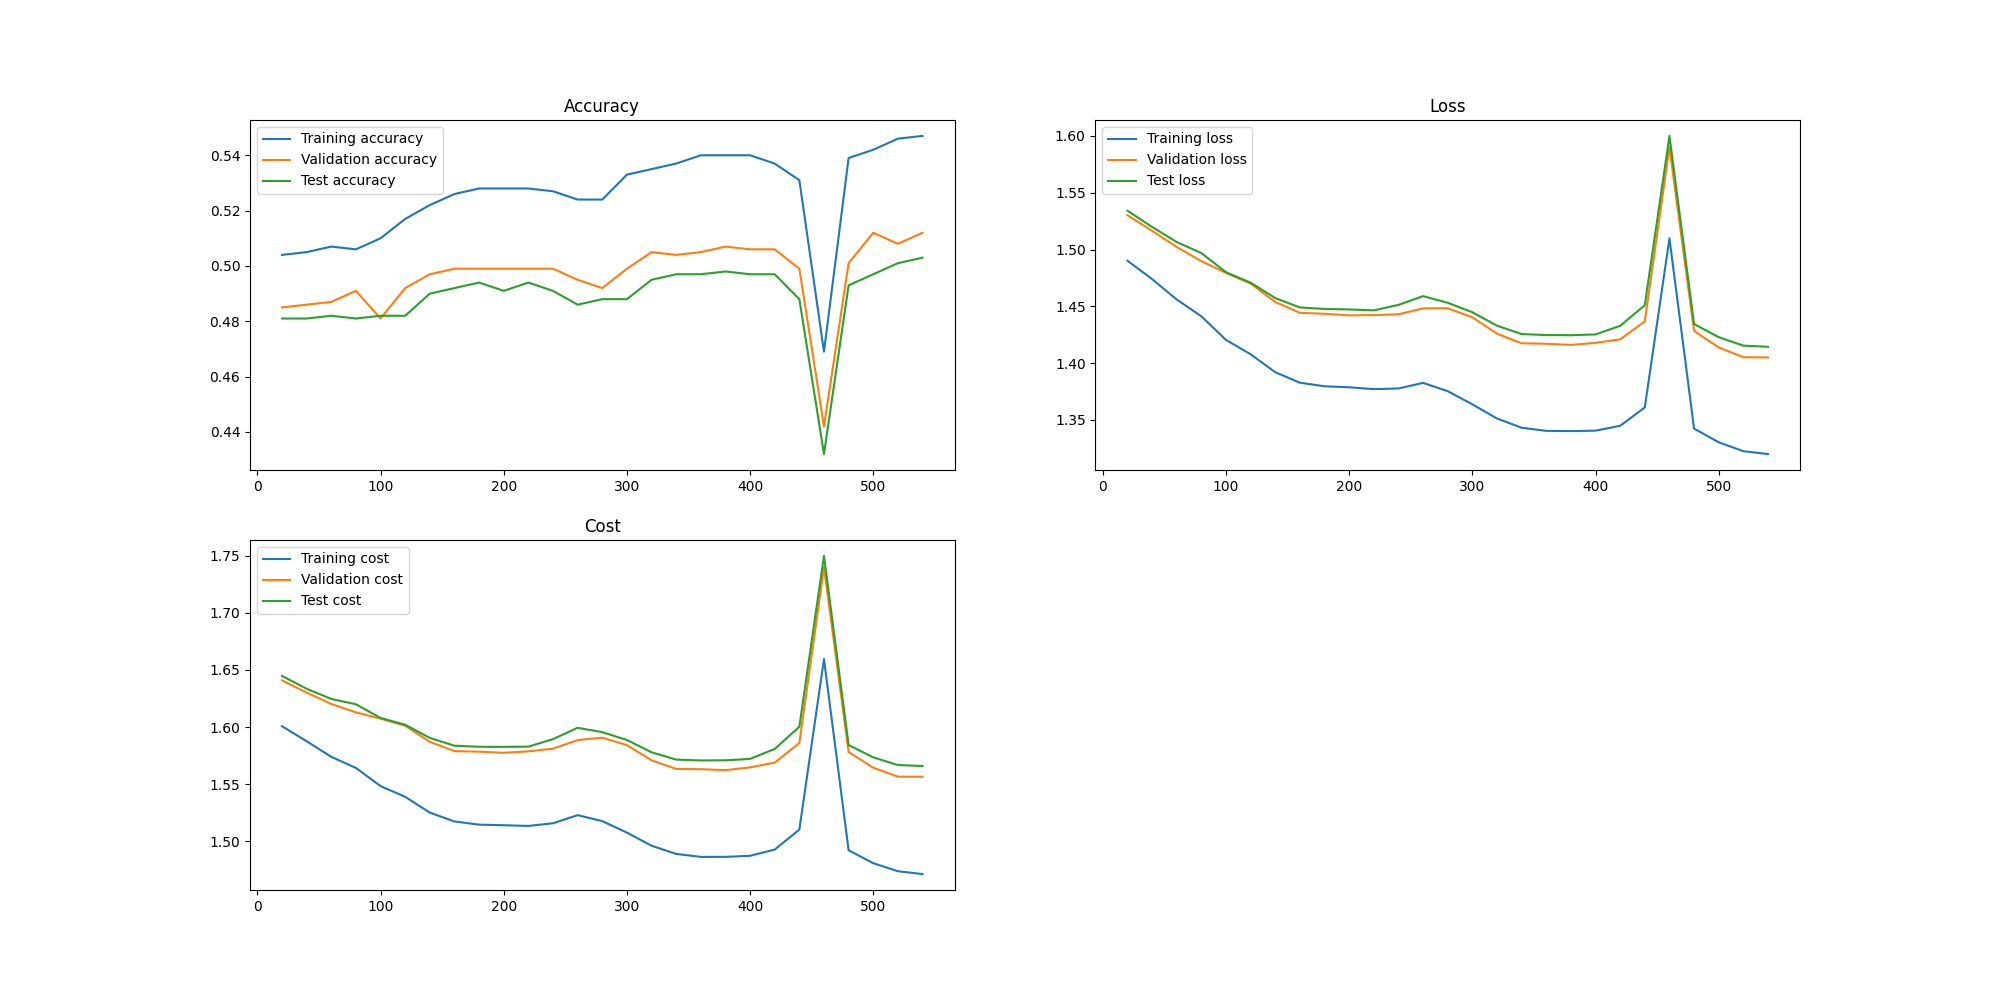 Accuracy
Training accuracy
Validation accuracy
Test accuracy
0.54
0.52
0.50
0.48
0.46
0.44
0 100 200 300 400 500
Loss
Training loss
Validation loss
Test loss
1.60
1.55
1.50
1.45
1.40
1.35
0 100 200 300 400 500
Cost
Training cost
Validation cost
Test cost
1.75
1.70
1.65
1.60
1.55
1.50
0 100 200 300 400 500